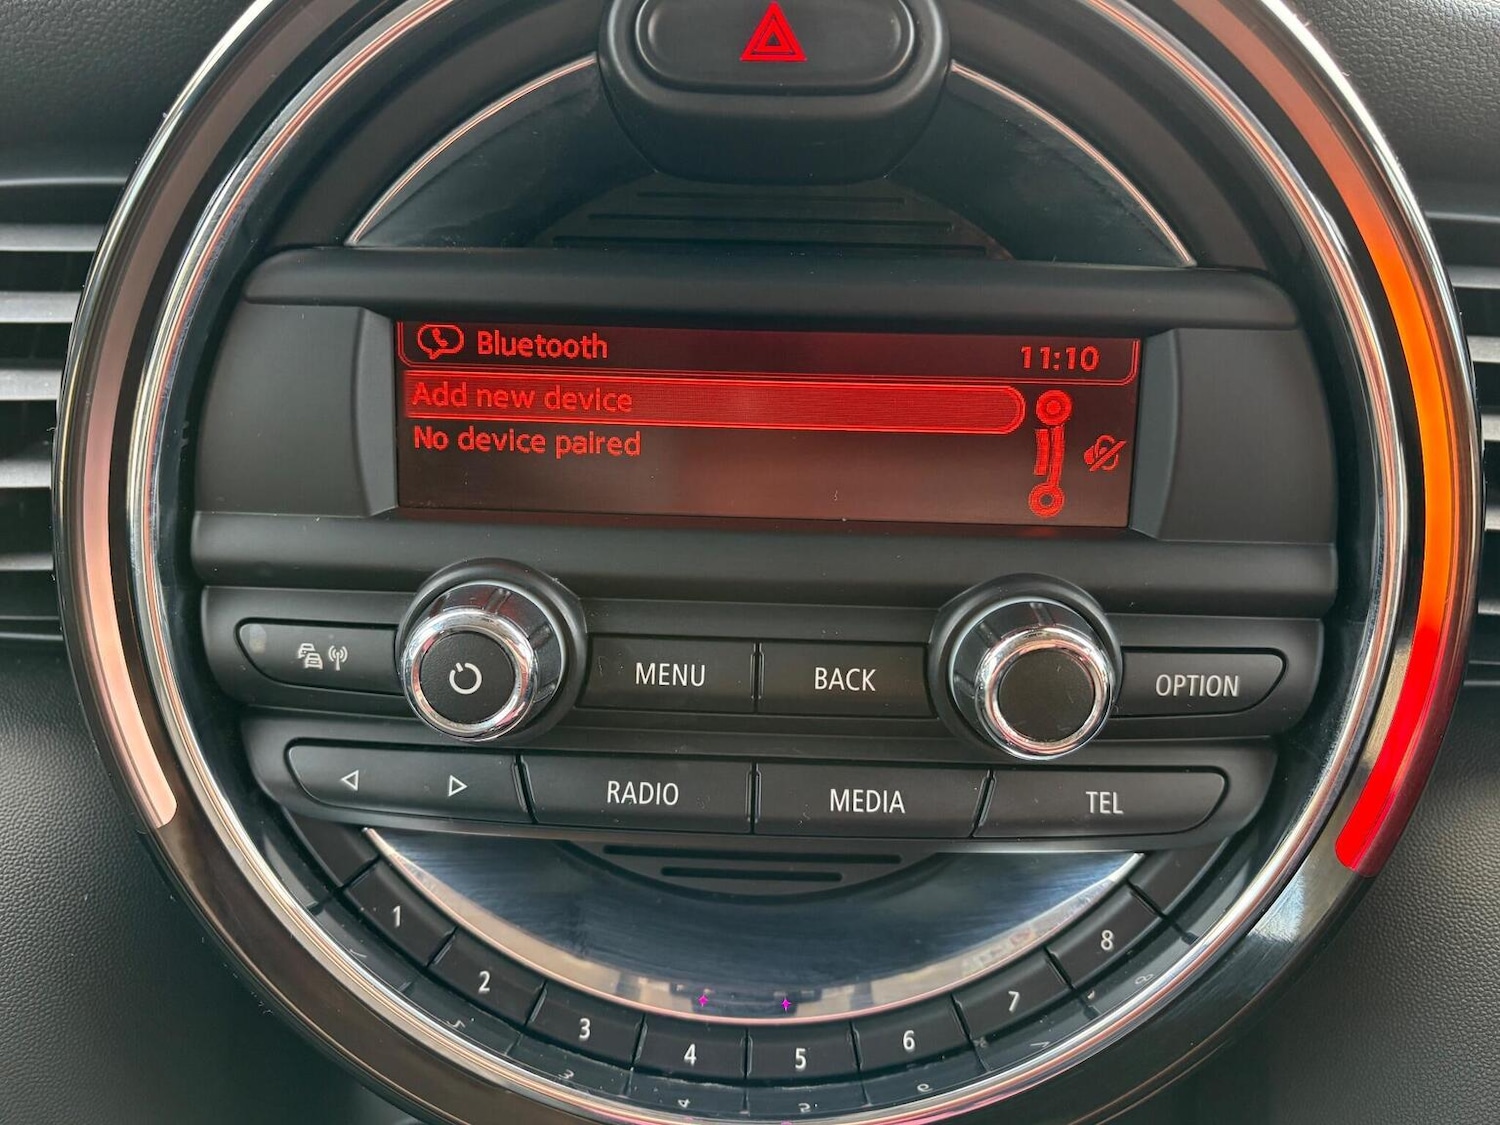 Bluetooth 11:10
Add new device
No device paired
MENU BACK OPTION
RADIO MEDIA TEL
1 2 3 4 5 6 7 8